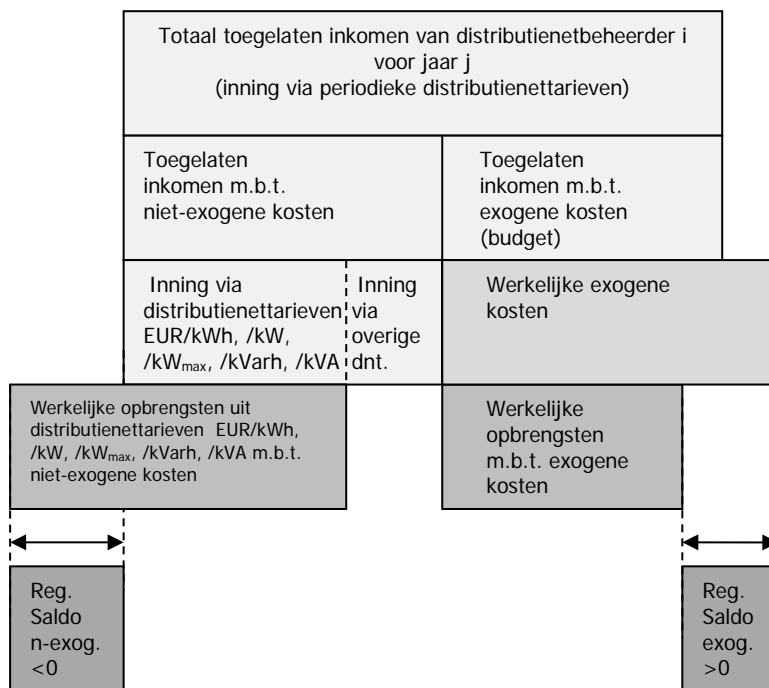 Totaal toegelaten inkomen van distributienetbeheerder i
voor jaar j
(inning via periodieke distributienettarieven)
Toegelaten
inkomen m.b.t.
niet-exogene kosten
Toegelaten
inkomen m.b.t.
exogene kosten
(budget)
Inning via
distributienettarieven
EUR/kWh, /kW,
/kWmax, /kVarh, /kVA
Inning
via
overige
dnt.
Werkelijke exogene
kosten
Werkelijke opbrengsten uit
distributienettarieven EUR/kWh,
/kW, /kWmax, /kVarh, /kVA m.b.t.
niet-exogene kosten
Werkelijke
opbrengsten
m.b.t. exogene
kosten
Reg.
Saldo
n-exog.
<0
Reg.
Saldo
exog.
>0